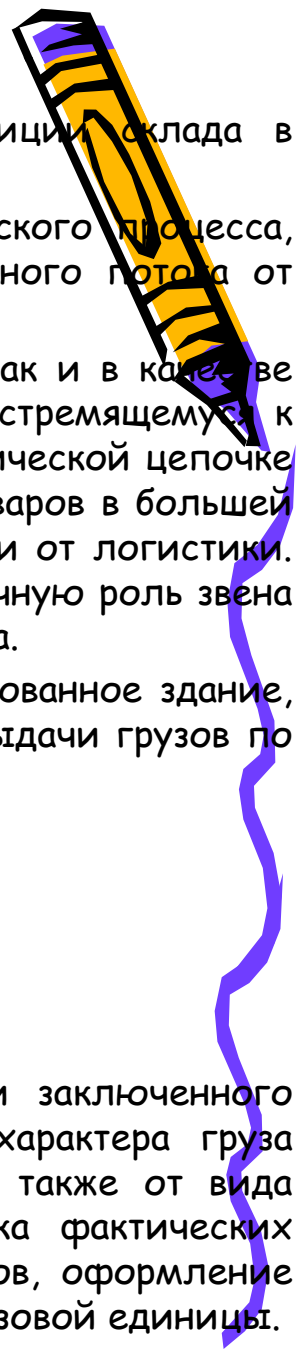 иции склада в
ского процесса,
ного потока от
ак и в качестве
стремящемуся к
ической цепочке
варов в большей
и от логистики.
чную роль звена
а.
ованное здание,
ыдачи грузов по
и заключенного
характера груза
также от вида
ка фактических
ов, оформление
зовой единицы.